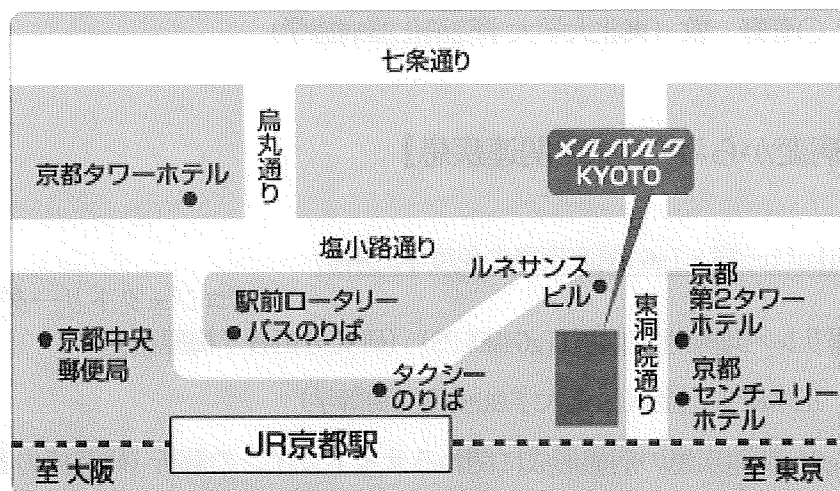 七条通り
烏丸通り
メルパルク
KYOTO
京都タワーホテル
塩小路通り
ルネサンス
ビル
京都
第2タワー
ホテル
駅前ロータリー
バスのりば
東洞院通り
京都中央
郵便局
タクシー
のりば
京都
センチュリー
ホテル
JR京都駅
至 大阪
至 東京